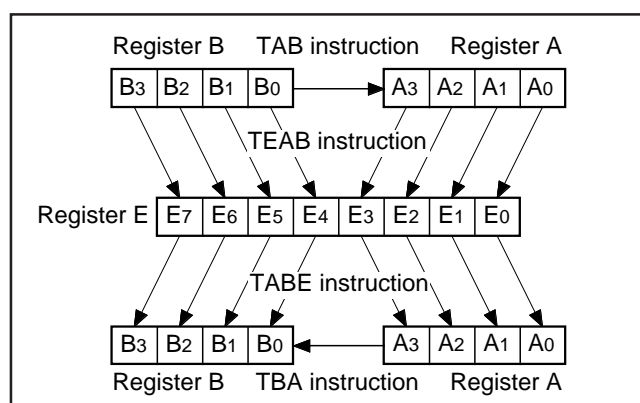 Register B TAB instruction Register A
B3 B2 B1 B0 A3 A2 A1 A0
TEAB instruction
Register E E7 E6 E5 E4 E3 E2 E1 E0
TABE instruction
B3 B2 B1 B0 A3 A2 A1 A0
Register B TBA instruction Register A